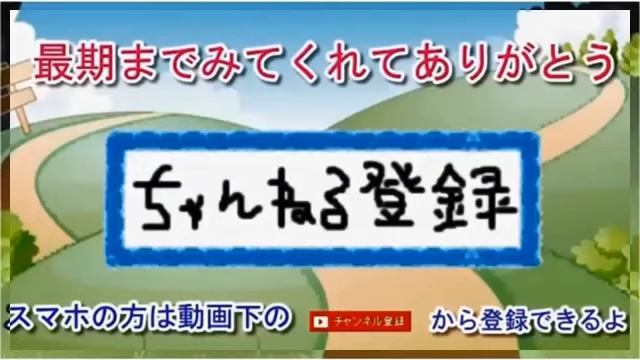 最期までみてくれてありがとう
ちゃんねる登録
スマホの方は動画下の チャンネル登録 から登録できるよ